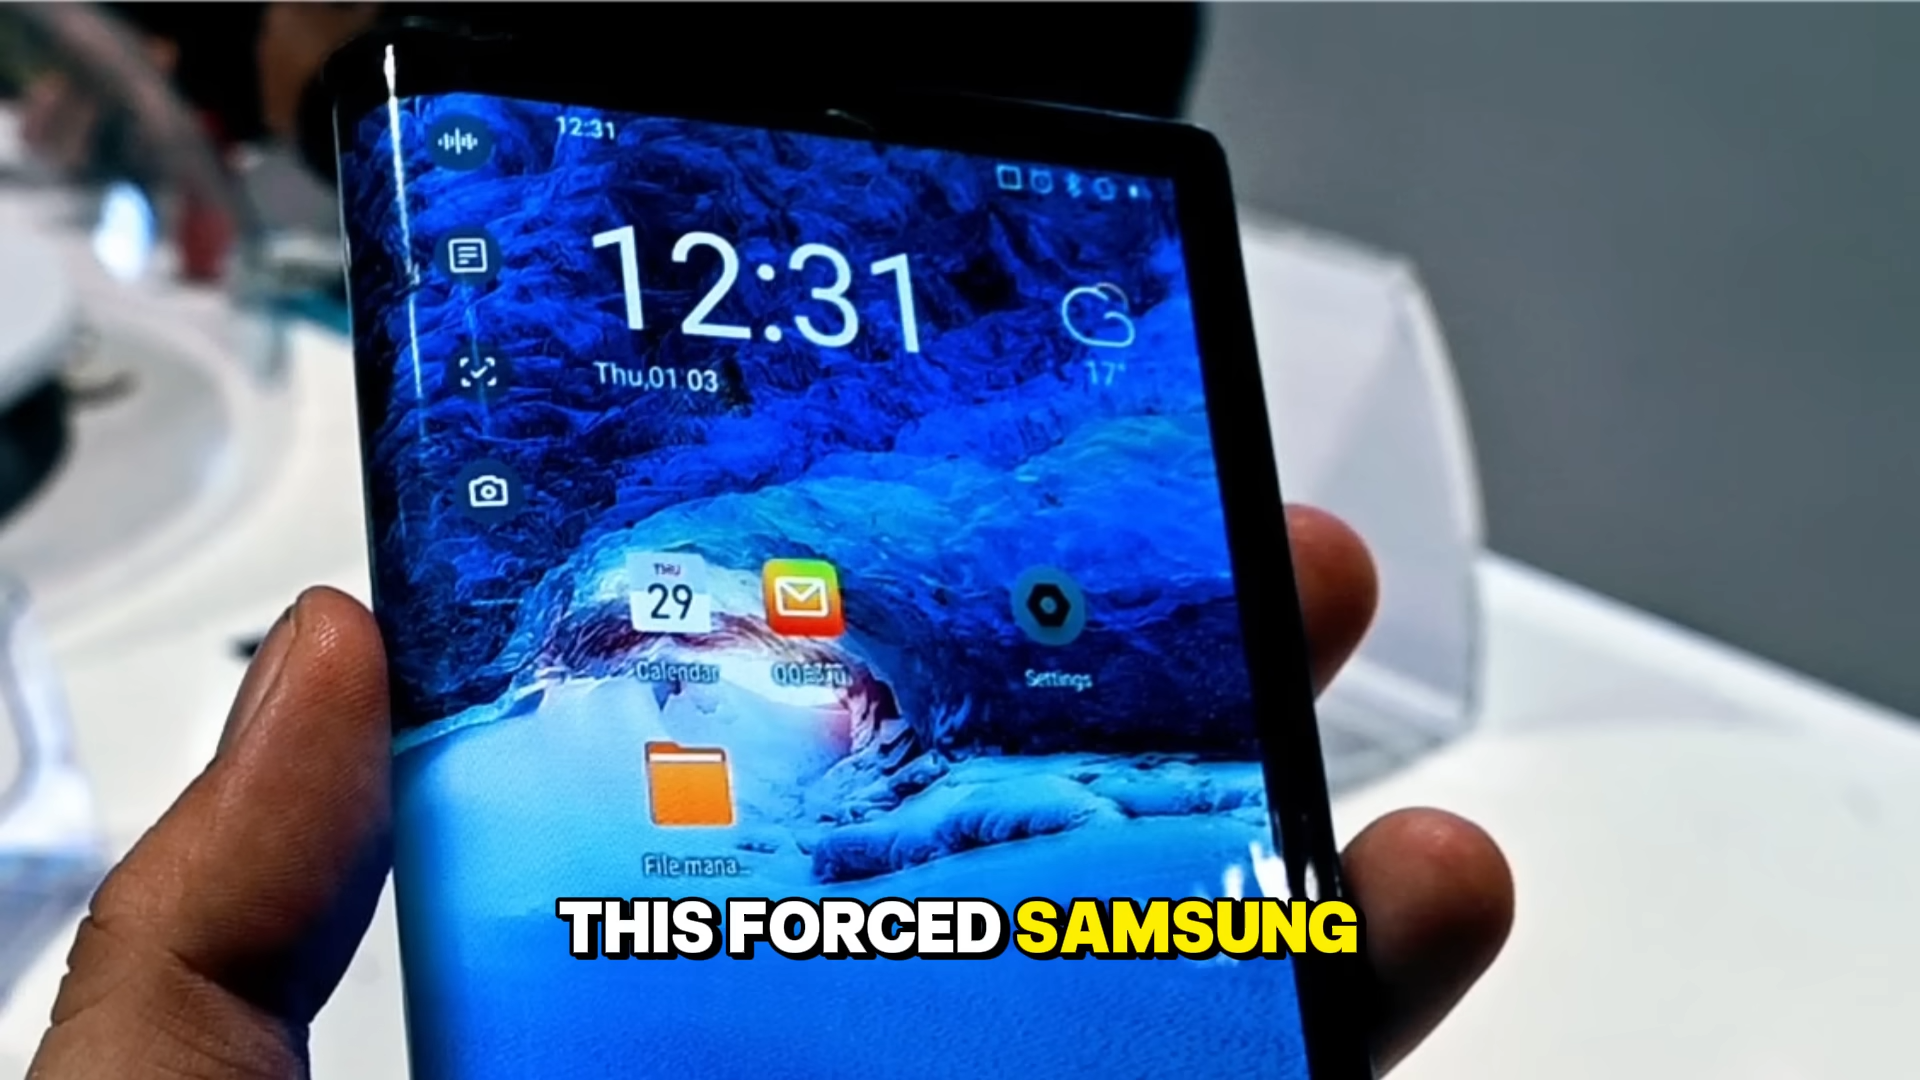 12:31
12:31
Thu,01 03
17°
THU
29
Calendar
Settings
File mana...
THIS FORCED SAMSUNG